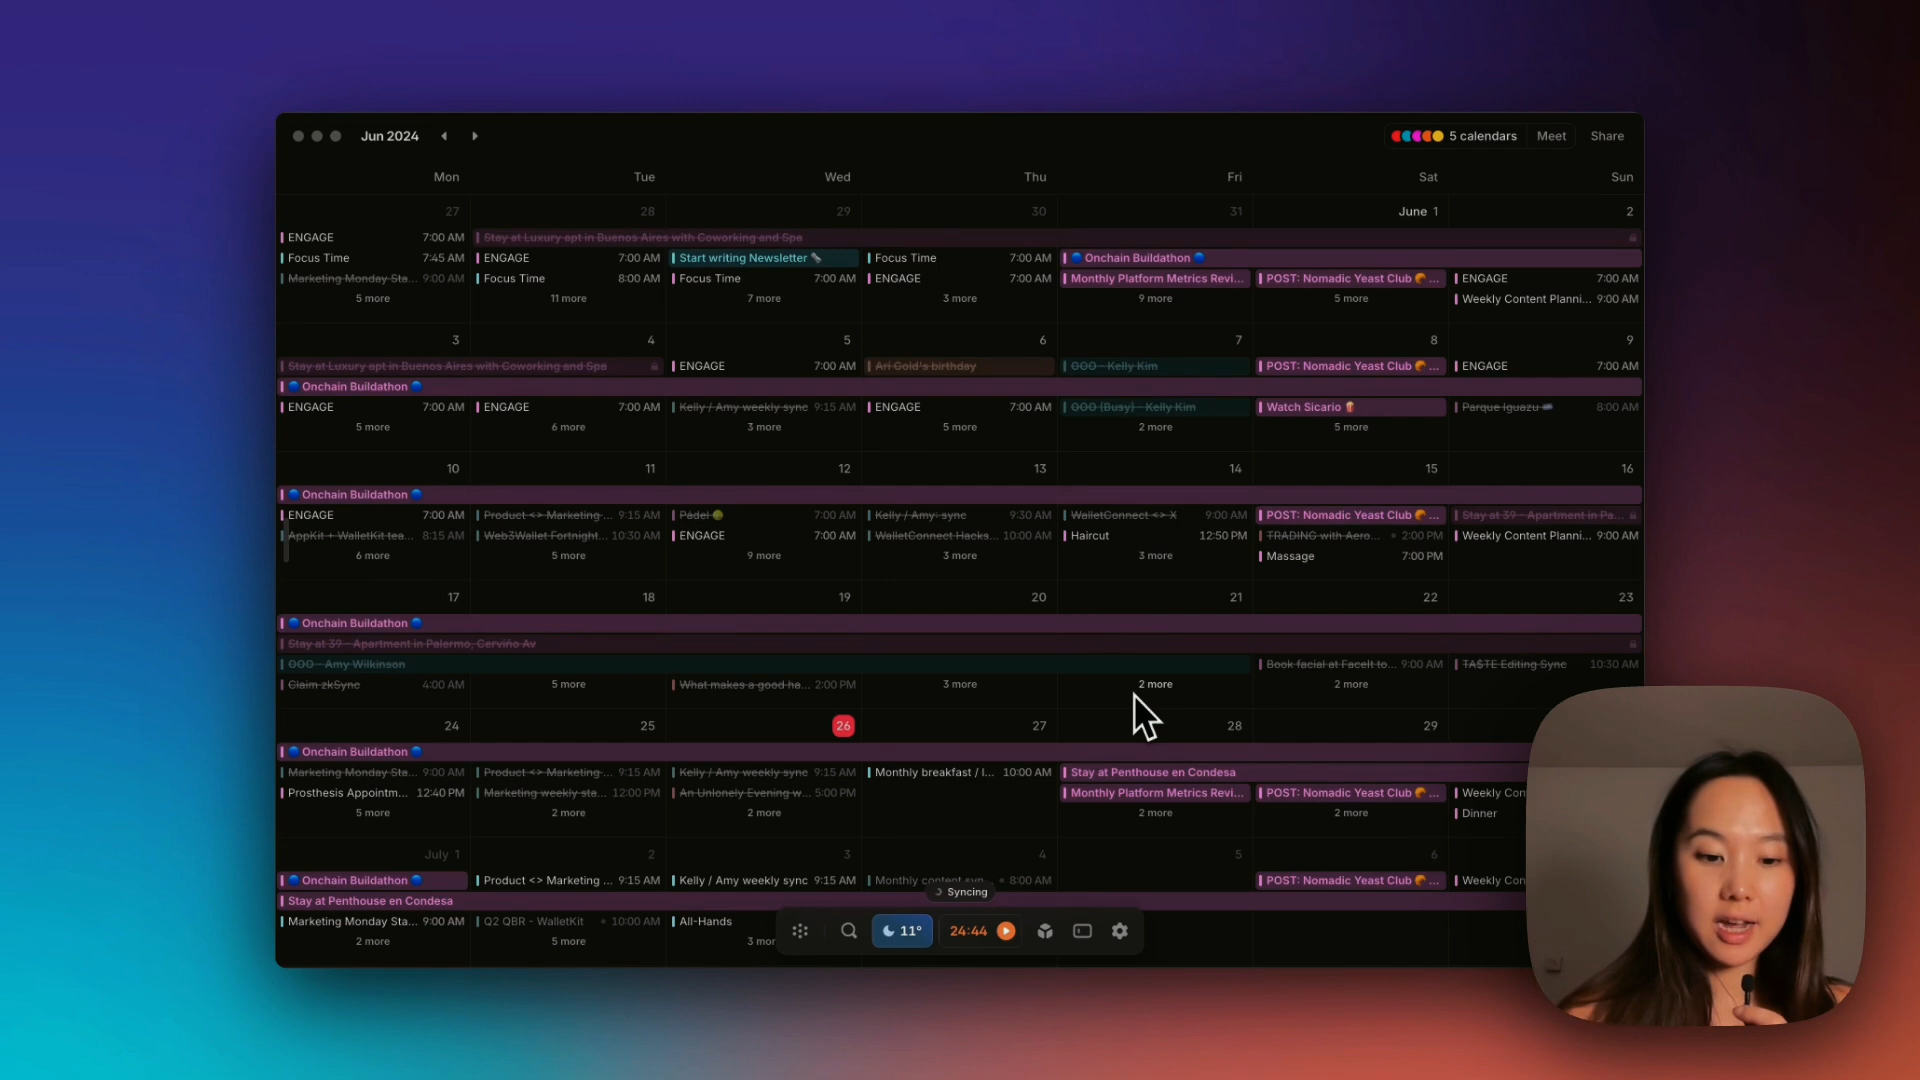 Jun 2024
5 calendars Meet Share
Mon Tue Wed Thu Fri Sat Sun
27 28 29 30 31 June 1 2
ENGAGE 7:00 AM Stay at Luxury apt in Buenos Aires with Coworking and Spa
Focus Time 7:45 AM ENGAGE 7:00 AM Start writing Newsletter Focus Time 7:00 AM Onchain Buildathon
Marketing Monday Sta... 9:00 AM Focus Time 8:00 AM Focus Time 7:00 AM ENGAGE 7:00 AM Monthly Platform Metrics Revi... POST: Nomadic Yeast Club ... ENGAGE 7:00 AM
5 more 11 more 7 more 3 more 9 more 5 more Weekly Content Planni... 9:00 AM
3 4 5 6 7 8 9
Stay at Luxury apt in Buenos Aires with Coworking and Spa ENGAGE 7:00 AM Ari Gold's birthday OOO - Kelly Kim POST: Nomadic Yeast Club ... ENGAGE 7:00 AM
Onchain Buildathon
ENGAGE 7:00 AM ENGAGE 7:00 AM Kelly / Amy weekly sync 9:15 AM ENGAGE 7:00 AM OOO (Busy) - Kelly Kim Watch Sicario Parque Iguazu 8:00 AM
5 more 6 more 3 more 5 more 2 more 5 more
10 11 12 13 14 15 16
Onchain Buildathon
ENGAGE 7:00 AM Product <> Marketing ... 9:15 AM Pádel 7:00 AM Kelly / Amy: sync 9:30 AM WalletConnect <> X 9:00 AM POST: Nomadic Yeast Club ... Stay at 39 - Apartment in Pa...
AppKit + WalletKit tea... 8:15 AM Web3Wallet Fortnight... 10:30 AM ENGAGE 7:00 AM WalletConnect Hacks... 10:00 AM Haircut 12:50 PM TRADING with Aero... 2:00 PM Weekly Content Planni... 9:00 AM
6 more 5 more 9 more 3 more 3 more Massage 7:00 PM
17 18 19 20 21 22 23
Onchain Buildathon
Stay at 39 - Apartment in Palermo, Cerviño Av
OOO - Amy Wilkinson Book facial at FaceIt to... 9:00 AM TA$TE Editing Sync 10:30 AM
Claim zkSync 4:00 AM 5 more What makes a good ha... 2:00 PM 3 more 2 more 2 more
24 25 26 27 28 29
Onchain Buildathon
Marketing Monday Sta... 9:00 AM Product <> Marketing ... 9:15 AM Kelly / Amy weekly sync 9:15 AM Monthly breakfast / l... 10:00 AM Stay at Penthouse en Condesa
Prosthesis Appointm... 12:40 PM Marketing weekly sta... 12:00 PM An Unlonely Evening w... 5:00 PM Monthly Platform Metrics Revi... POST: Nomadic Yeast Club ... Weekly Con
5 more 2 more 2 more 2 more 2 more Dinner
July 1 2 3 4 5 6
Onchain Buildathon Product <> Marketing ... 9:15 AM Kelly / Amy weekly sync 9:15 AM Monthly content syn 8:00 AM POST: Nomadic Yeast Club ... Weekly Con
Syncing
Stay at Penthouse en Condesa
Marketing Monday Sta... 9:00 AM Q2 QBR - WalletKit 10:00 AM All-Hands
11° 24:44
2 more 5 more 3 mor